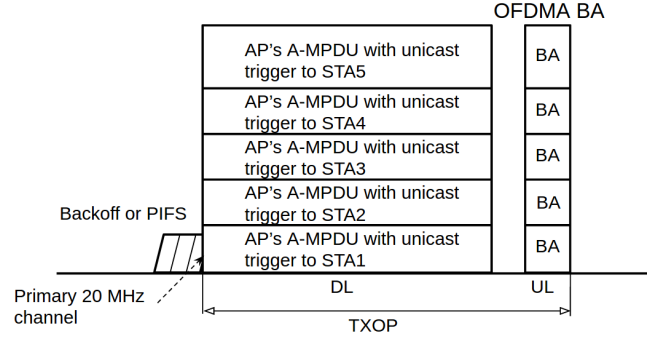 OFDMA BA
AP's A-MPDU with unicast
trigger to STA5
BA
AP's A-MPDU with unicast
trigger to STA4
BA
AP's A-MPDU with unicast
trigger to STA3
BA
AP's A-MPDU with unicast
trigger to STA2
BA
Backoff or PIFS
AP's A-MPDU with unicast
trigger to STA1
BA
Primary 20 MHz
channel
DL
UL
TXOP